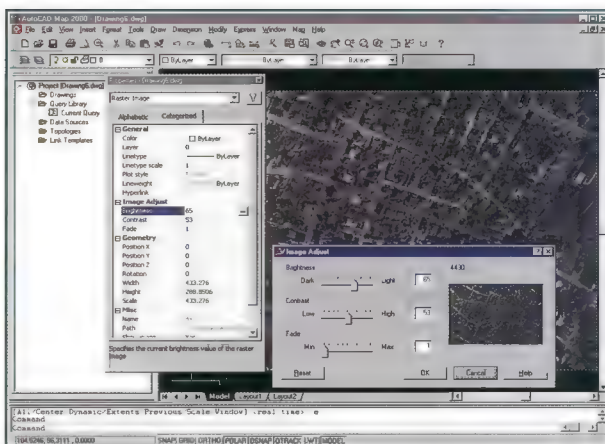 AutoCAD Map 2000 - [Drawing6.dwg]
File Edit View Insert Format Tools Draw Dimension Modify Express Window Map Help
0
ByLayer
ByLayer
ByLayer
Project [Drawing6.dwg]
Drawings
Query Library
Current Query
Data Sources
Topologies
Link Templates
Properties - Drawing6.dwg
Raster Image
Alphabetic Categorized
General
Color ByLayer
Layer 0
Linetype ByLayer
Linetype scale 1
Plot style
Lineweight ByLayer
Hyperlink
Image Adjust
Brightness 65
Contrast 53
Fade 1
Geometry
Position X 0
Position Y 0
Position Z 0
Rotation 0
Width 433.276
Height 288.8506
Scale 433.276
Misc
Name
Path
Specifies the current brightness value of the raster
image
Image Adjust
Brightness
Dark Light 65
4430
Contrast
Low High 53
Fade
Min Max 1
Reset OK Cancel Help
Model Layout1 Layout2
[All/Center/Dynamic/Extents/Previous/Scale/Window] <real time>: e
Command
Command
SNAP GRID ORTHO POLAR OSNAP OTRACK LWT MODEL